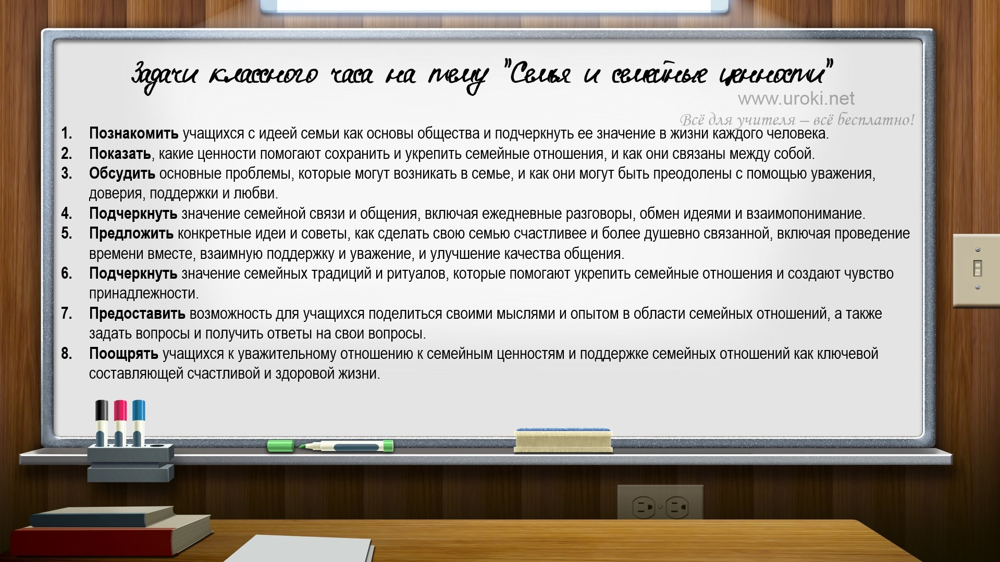 Задачи классного часа на тему "Семья и семейные ценности"
www.uroki.net
Всё для учителя – всё бесплатно!
1. Познакомить учащихся с идеей семьи как основы общества и подчеркнуть ее значение в жизни каждого человека.
2. Показать, какие ценности помогают сохранить и укрепить семейные отношения, и как они связаны между собой.
3. Обсудить основные проблемы, которые могут возникать в семье, и как они могут быть преодолены с помощью уважения,
доверия, поддержки и любви.
4. Подчеркнуть значение семейной связи и общения, включая ежедневные разговоры, обмен идеями и взаимопонимание.
5. Предложить конкретные идеи и советы, как сделать свою семью счастливее и более душевно связанной, включая проведение
времени вместе, взаимную поддержку и уважение, и улучшение качества общения.
6. Подчеркнуть значение семейных традиций и ритуалов, которые помогают укрепить семейные отношения и создают чувство
принадлежности.
7. Предоставить возможность для учащихся поделиться своими мыслями и опытом в области семейных отношений, а также
задать вопросы и получить ответы на свои вопросы.
8. Поощрять учащихся к уважительному отношению к семейным ценностям и поддержке семейных отношений как ключевой
составляющей счастливой и здоровой жизни.